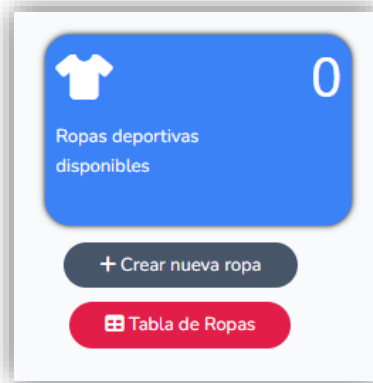 0
Ropas deportivas
disponibles
Crear nueva ropa
Tabla de Ropas